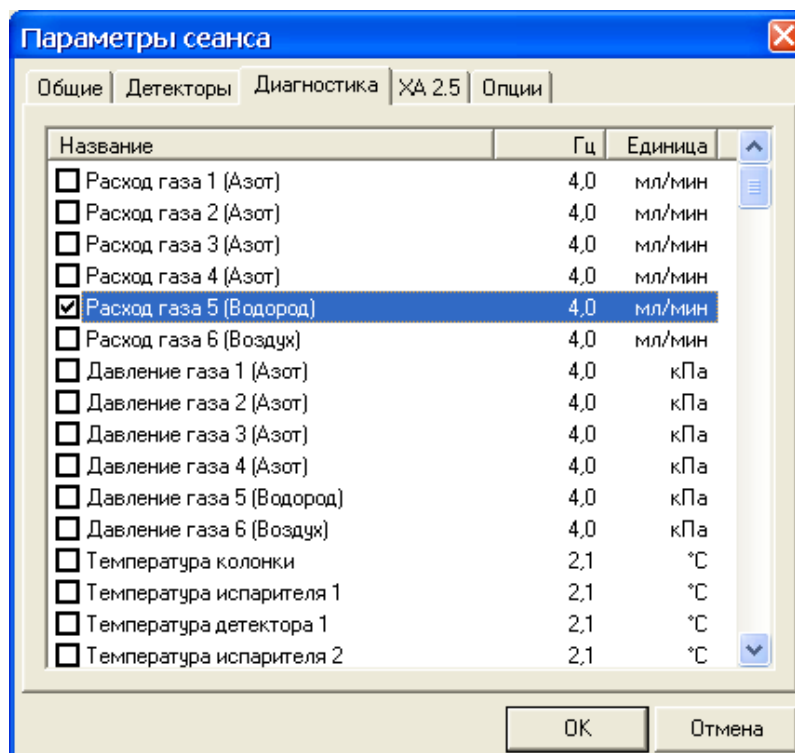 Параметры сеанса
Общие Детекторы Диагностика ХА 2.5 Опции
Название Гц Единица
Расход газа 1 (Азот) 4,0 мл/мин
Расход газа 2 (Азот) 4,0 мл/мин
Расход газа 3 (Азот) 4,0 мл/мин
Расход газа 4 (Азот) 4,0 мл/мин
Расход газа 5 (Водород) 4,0 мл/мин
Расход газа 6 (Воздух) 4,0 мл/мин
Давление газа 1 (Азот) 4,0 кПа
Давление газа 2 (Азот) 4,0 кПа
Давление газа 3 (Азот) 4,0 кПа
Давление газа 4 (Азот) 4,0 кПа
Давление газа 5 (Водород) 4,0 кПа
Давление газа 6 (Воздух) 4,0 кПа
Температура колонки 2,1 °C
Температура испарителя 1 2,1 °C
Температура детектора 1 2,1 °C
Температура испарителя 2 2,1 °C
OK Отмена